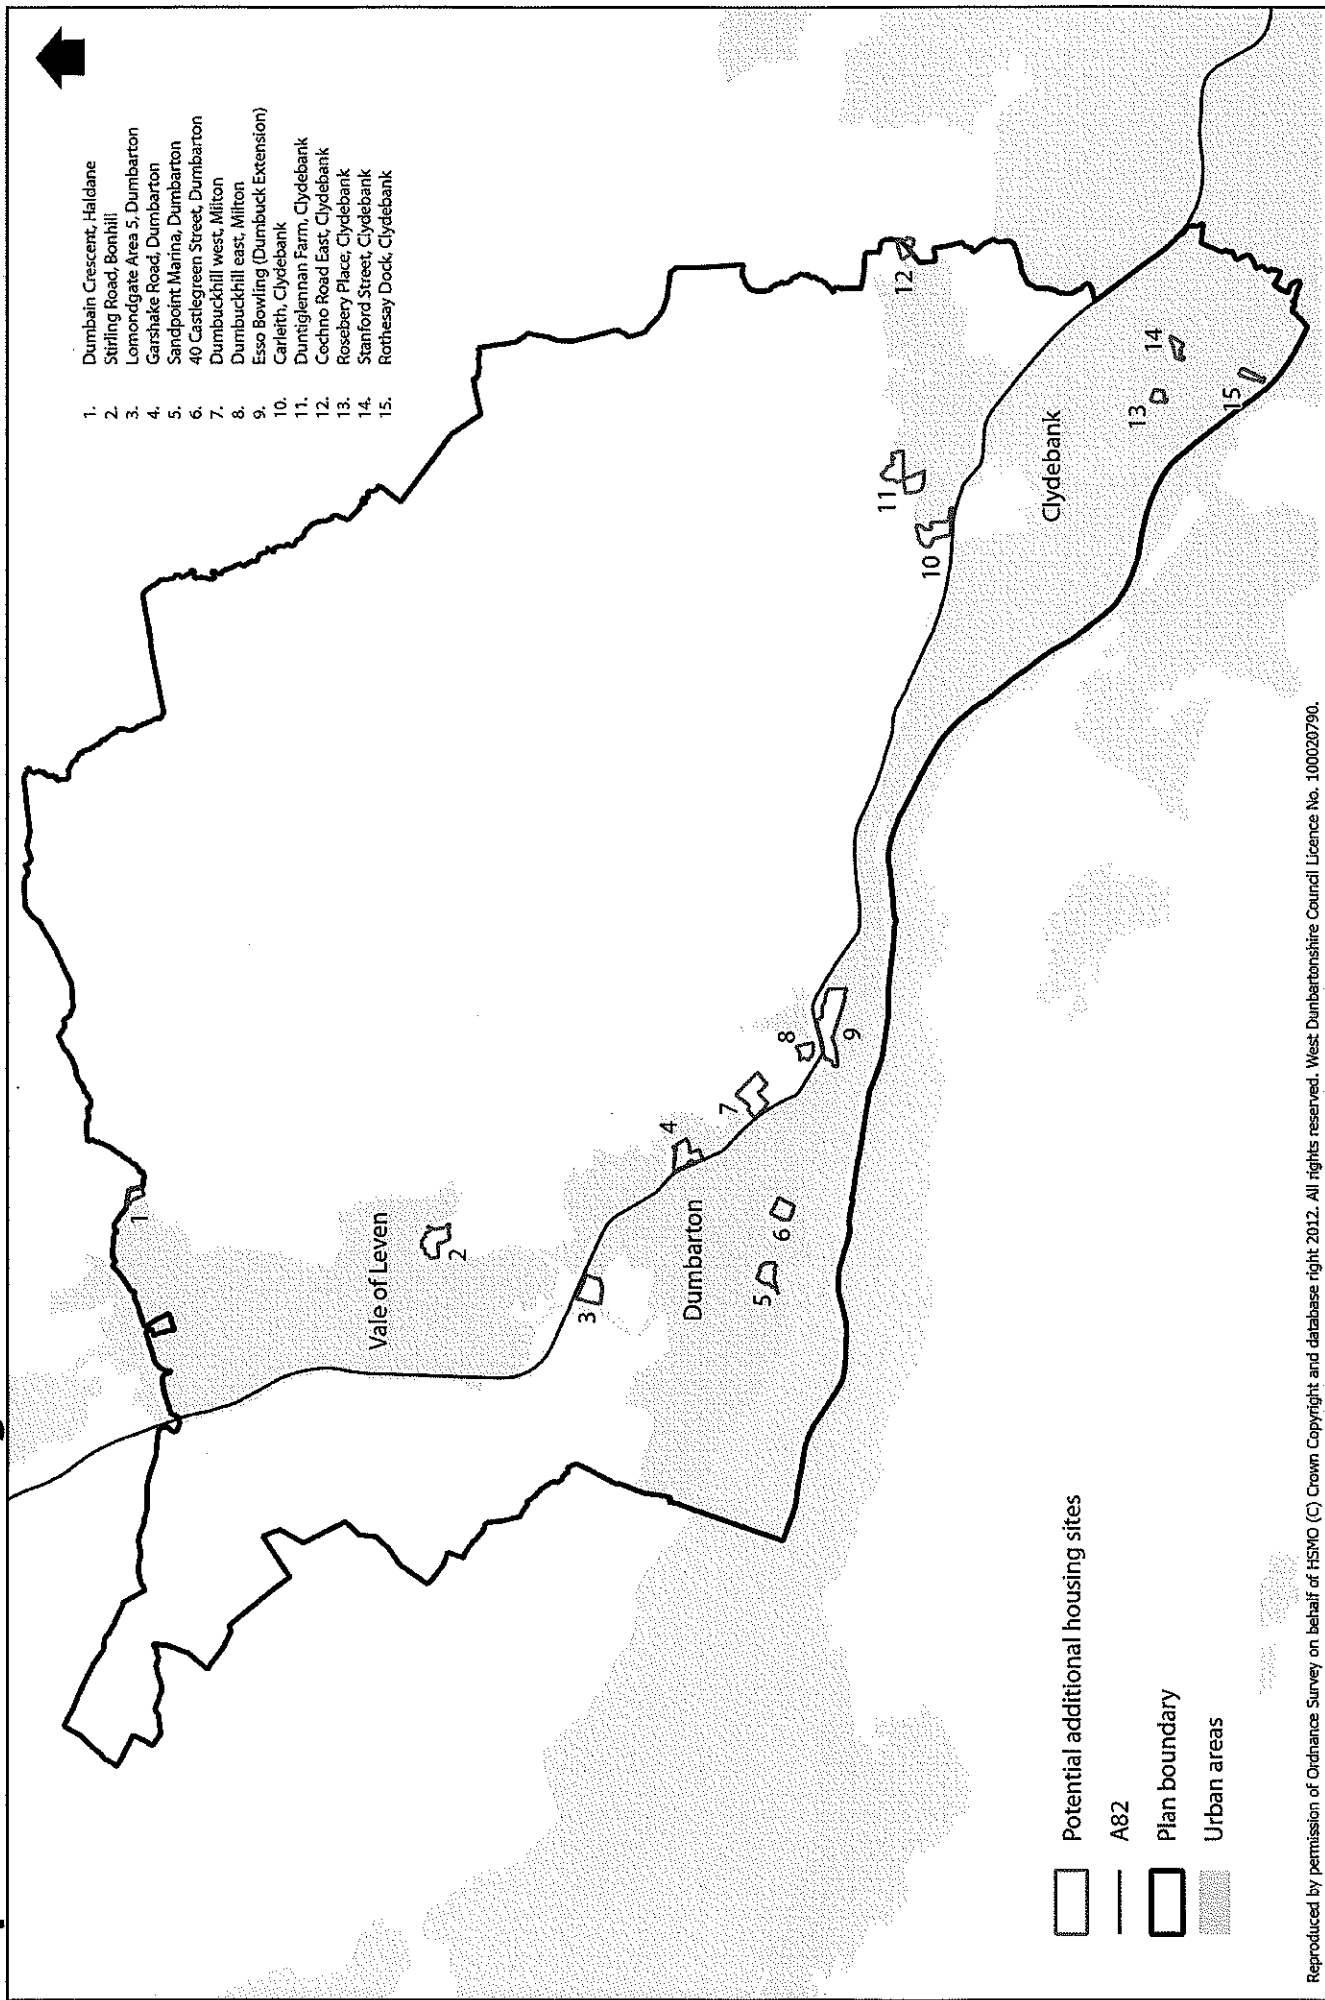 1. Dumbain Crescent, Haldane
2. Stirling Road, Bonhill
3. Lomondgate Area 5, Dumbarton
4. Garshake Road, Dumbarton
5. Sandpoint Marina, Dumbarton
6. 40 Castlegreen Street, Dumbarton
7. Dumbuckhill west, Milton
8. Dumbuckhill east, Milton
9. Esso Bowling (Dumbuck Extension)
10. Carleith, Clydebank
11. Duntiglennan Farm, Clydebank
12. Cochno Road East, Clydebank
13. Rosebery Place, Clydebank
14. Stanford Street, Clydebank
15. Rothesay Dock, Clydebank
1
Vale of Leven
2
3
4
Dumbarton
5
6
7
8
9
10
11
12
Clydebank
13
14
15
Potential additional housing sites
A82
Plan boundary
Urban areas
Reproduced by permission of Ordnance Survey on behalf of HSMO (C) Crown Copyright and database right 2012. All rights reserved. West Dunbartonshire Council Licence No. 100020790.